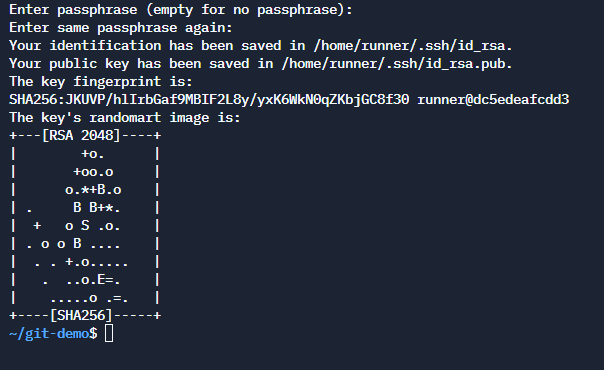 Enter passphrase (empty for no passphrase):
Enter same passphrase again:
Your identification has been saved in /home/runner/.ssh/id_rsa.
Your public key has been saved in /home/runner/.ssh/id_rsa.pub.
The key fingerprint is:
SHA256:JKUVP/hlIrbGaf9MBIF2L8y/yxK6WkN0qZKbjGC8f30 runner@dc5edeafcdd3
The key's randomart image is:
+---[RSA 2048]----+
|        +o.      |
|       +oo.o     |
|      o.*+B.o    |
| .     B B+*.    |
|  +   o S .o.    |
| . o o B ....    |
|  . . +.o.....   |
|   .  ..o.E=.    |
|    .....o .=.   |
+----[SHA256]-----+
~/git-demo$